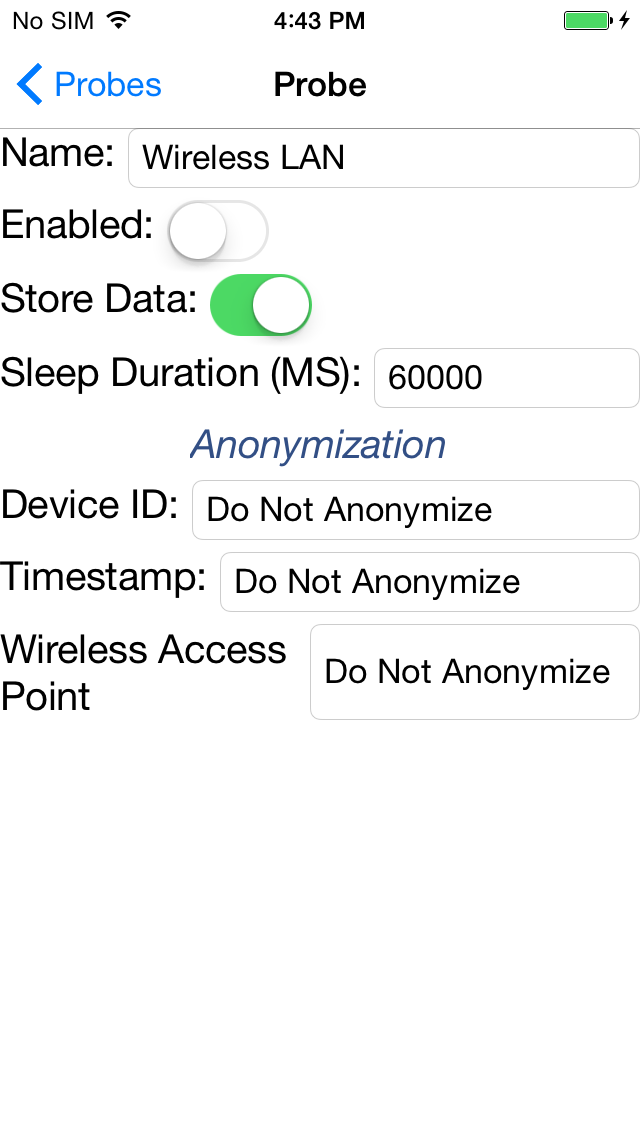 No SIM 4:43 PM
Probes Probe
Name: Wireless LAN
Enabled:
Store Data:
Sleep Duration (MS): 60000
Anonymization
Device ID: Do Not Anonymize
Timestamp: Do Not Anonymize
Wireless Access
Point
Do Not Anonymize